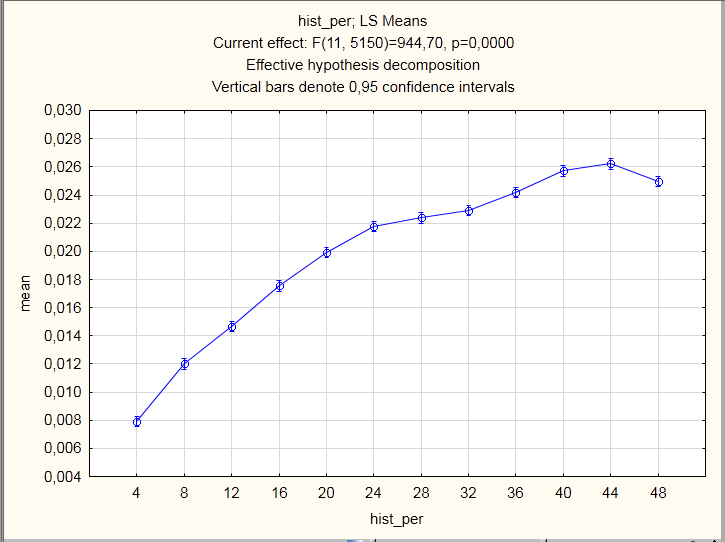 hist_per; LS Means
Current effect: F(11, 5150)=944,70, p=0,0000
Effective hypothesis decomposition
Vertical bars denote 0,95 confidence intervals
0,030
0,028
0,026
0,024
0,022
0,020
0,018
0,016
0,014
0,012
0,010
0,008
0,006
0,004
mean
4 8 12 16 20 24 28 32 36 40 44 48
hist_per